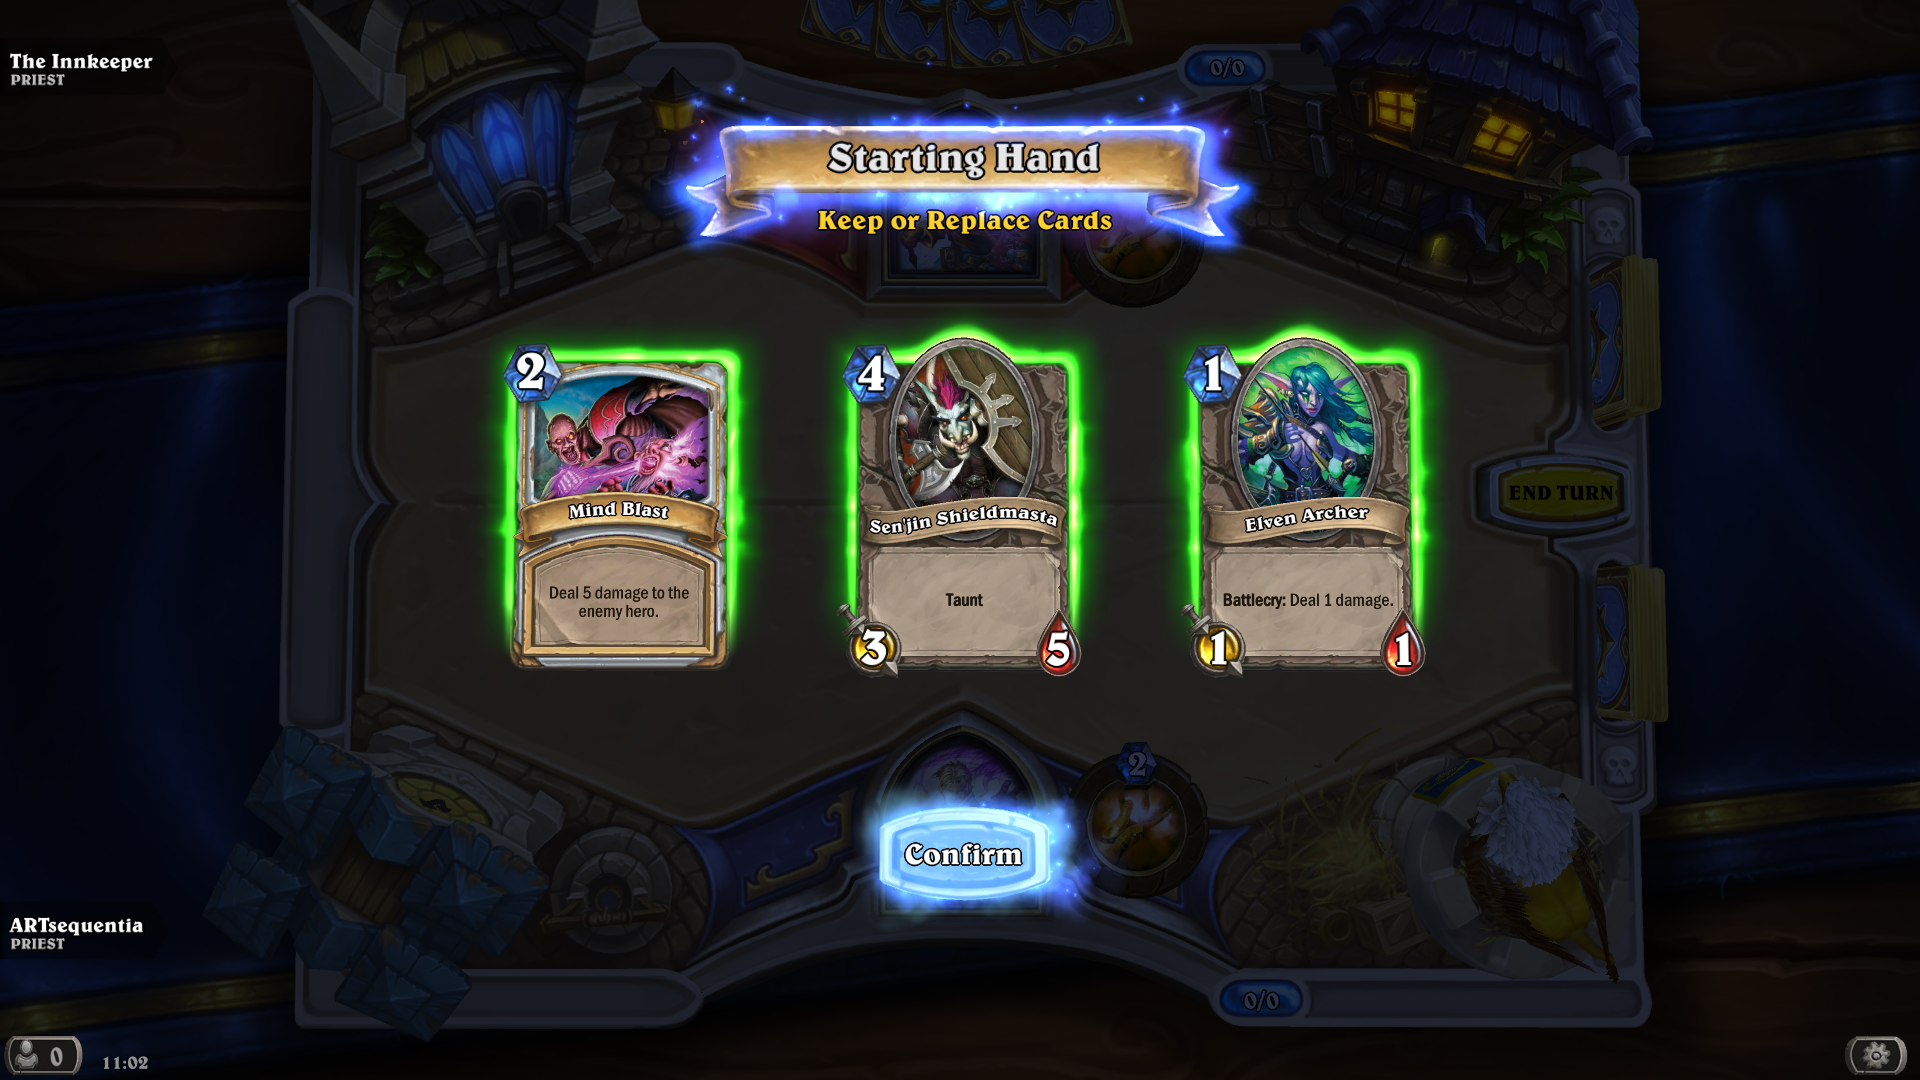 The Innkeeper
PRIEST
0/0
Starting Hand
Keep or Replace Cards
2
Mind Blast
Deal 5 damage to the
enemy hero.
4
Sen'jin Shieldmasta
Taunt
3
5
1
Elven Archer
Battlecry: Deal 1 damage.
1
1
END TURN
2
Confirm
ARTsequentia
PRIEST
0/0
0
11:02